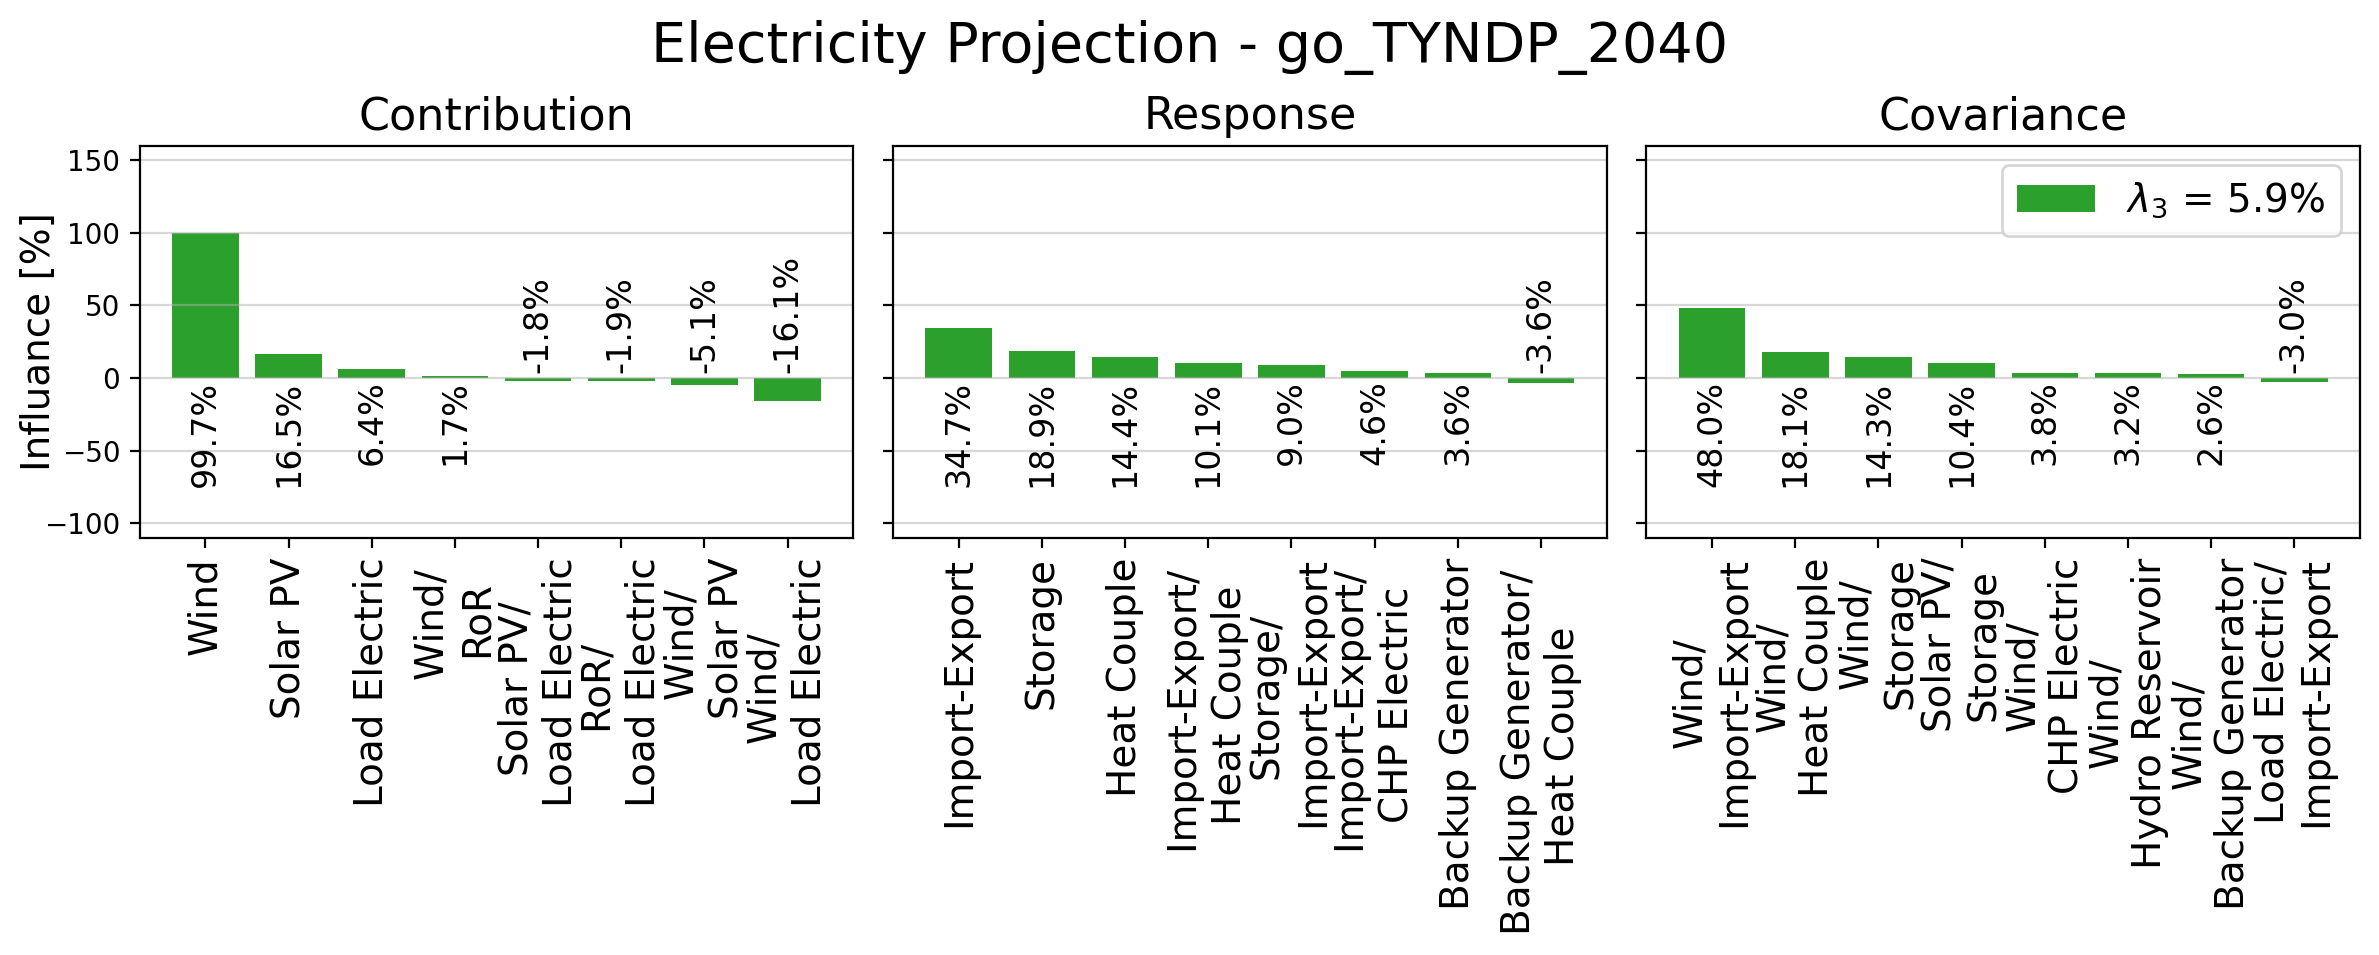 Electricity Projection - go_TYNDP_2040
Contribution
Influance [%]
150
100
50
0
−50
−100
99.7%
16.5%
6.4%
1.7%
-1.8%
-1.9%
-5.1%
-16.1%
Wind
Solar PV
Load Electric
Wind/
RoR
Solar PV/
Load Electric
RoR/
Load Electric
Wind/
Solar PV
Wind/
Load Electric
Response
34.7%
18.9%
14.4%
10.1%
9.0%
4.6%
3.6%
-3.6%
Import-Export
Storage
Heat Couple
Import-Export/
Heat Couple
Storage/
Import-Export
Import-Export/
CHP Electric
Backup Generator
Backup Generator/
Heat Couple
Covariance
λ3 = 5.9%
48.0%
18.1%
14.3%
10.4%
3.8%
3.2%
2.6%
-3.0%
Wind/
Import-Export
Wind/
Heat Couple
Wind/
Storage
Solar PV/
Storage
Wind/
CHP Electric
Wind/
Hydro Reservoir
Wind/
Backup Generator
Load Electric/
Import-Export